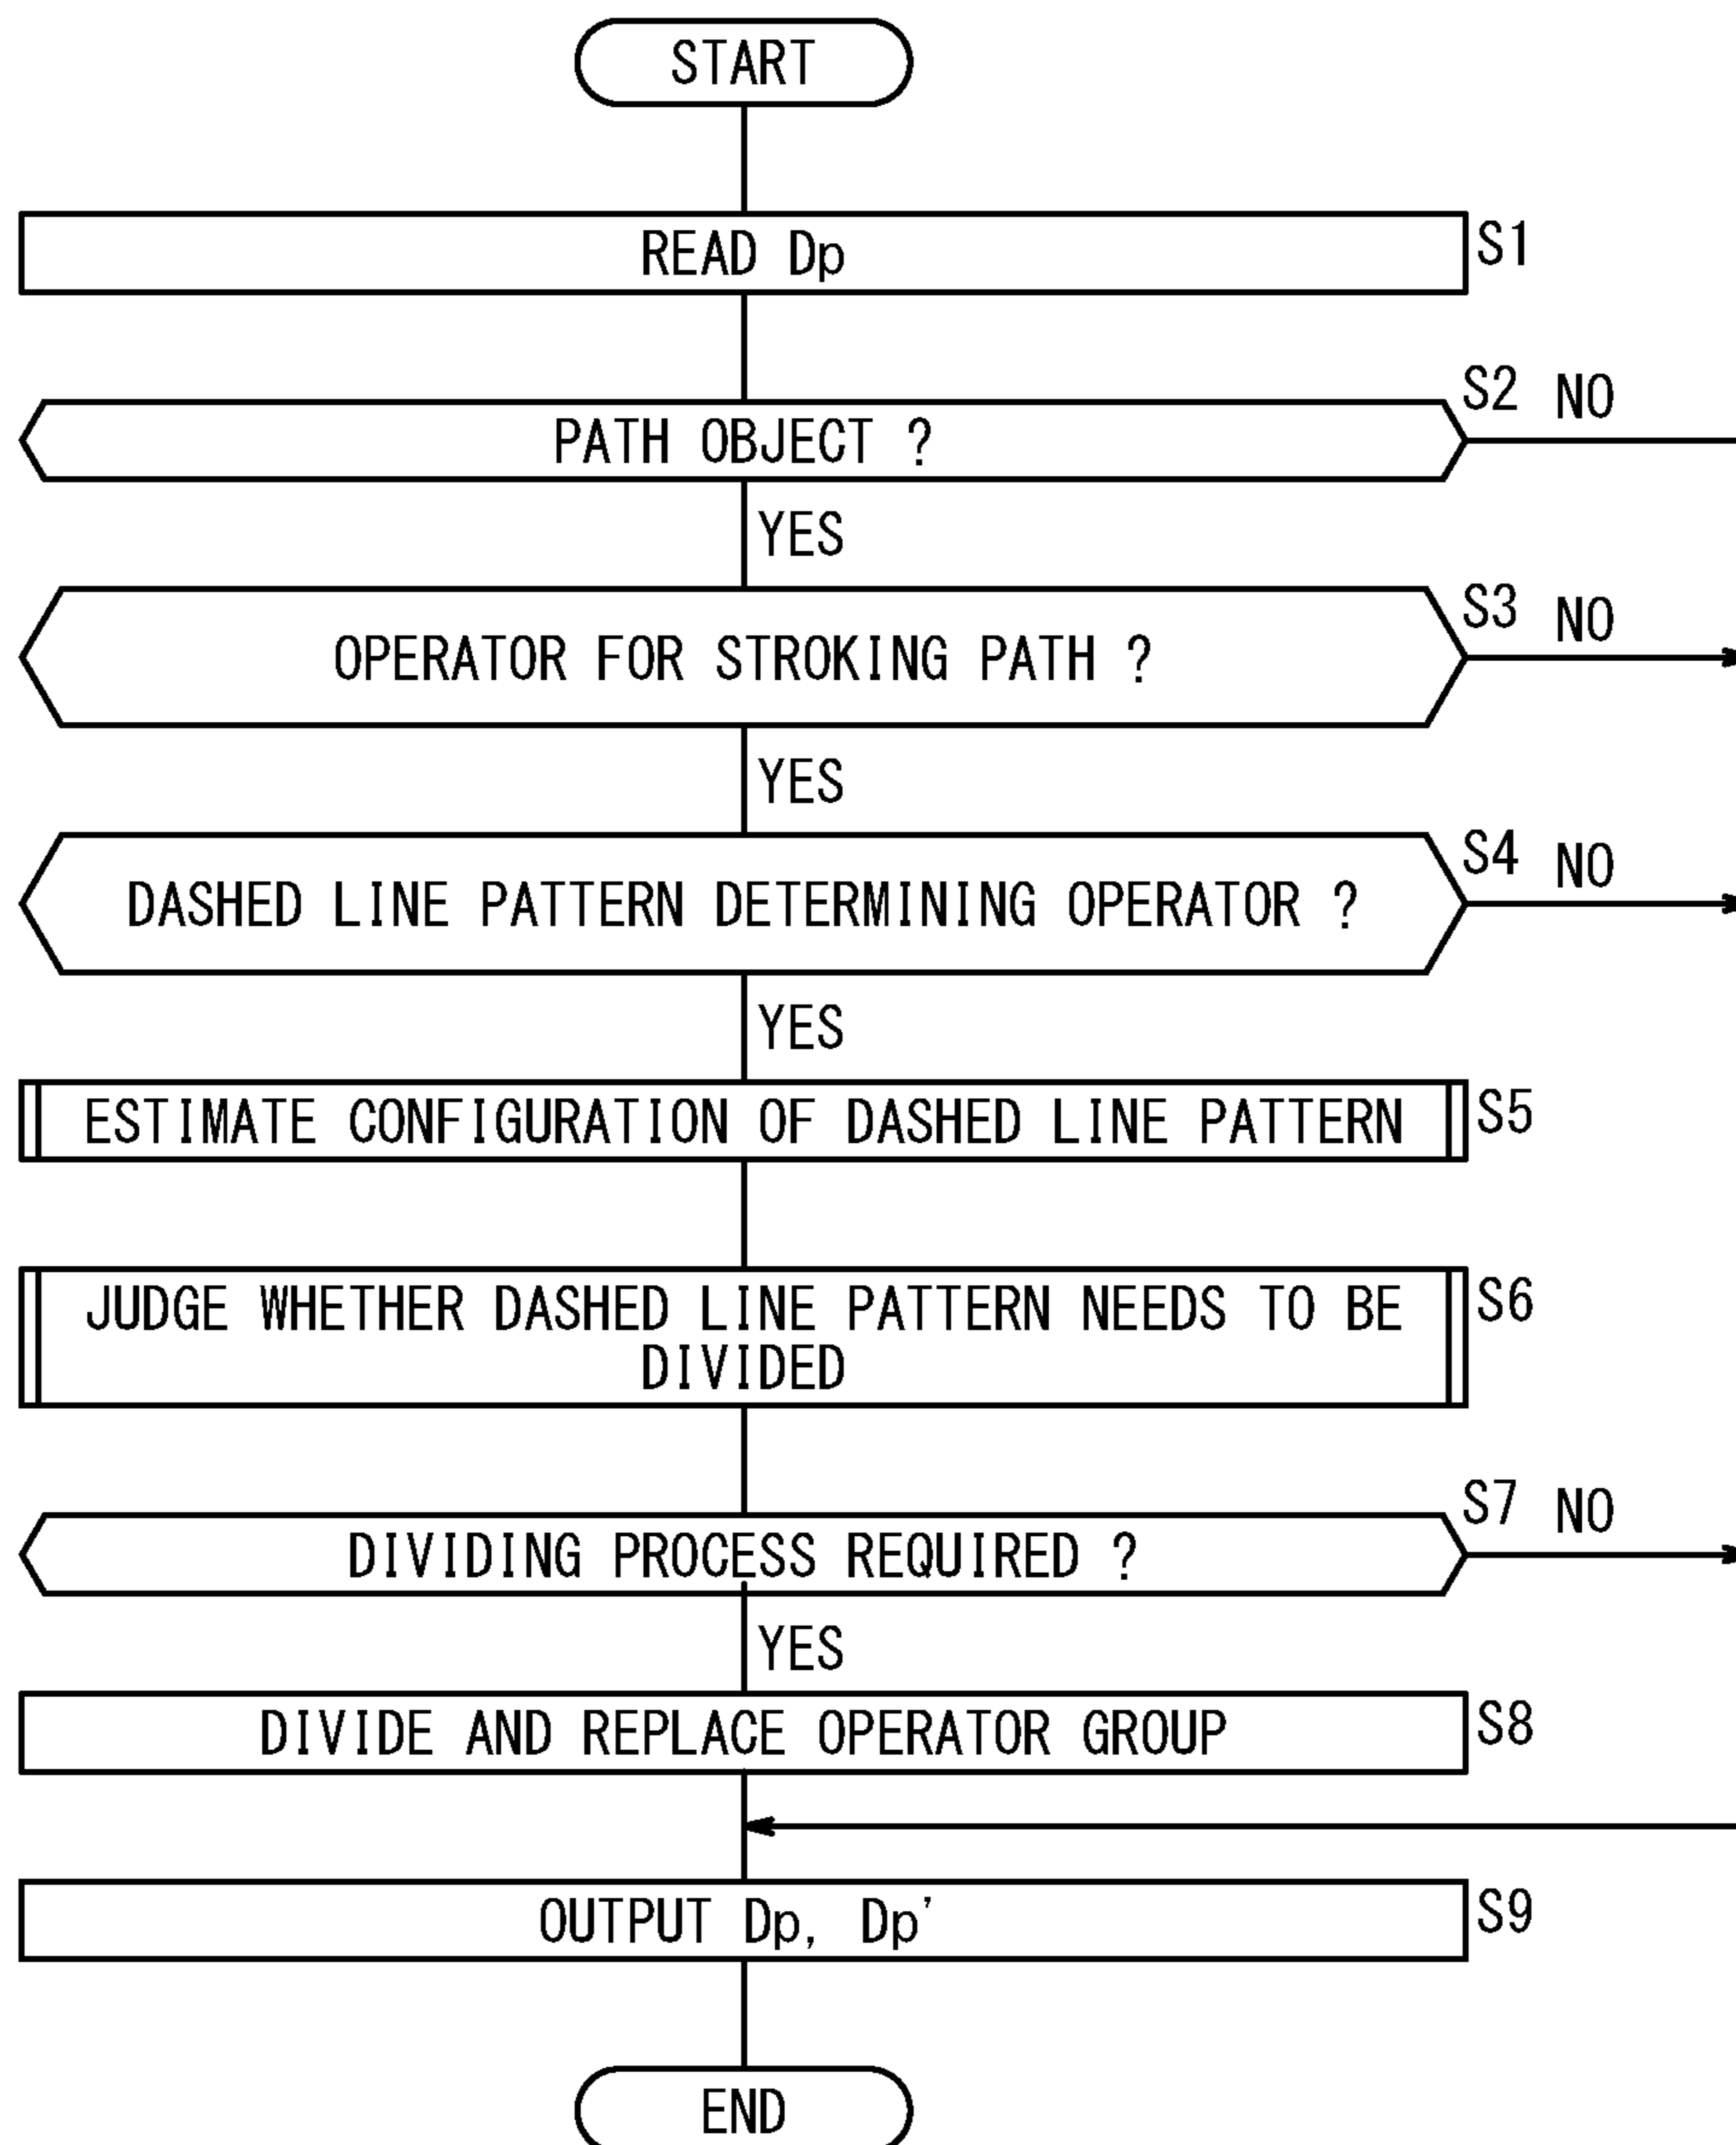 START
READ Dp
S1
PATH OBJECT ?
S2 NO
YES
OPERATOR FOR STROKING PATH ?
S3 NO
YES
DASHED LINE PATTERN DETERMINING OPERATOR ?
S4 NO
YES
ESTIMATE CONFIGURATION OF DASHED LINE PATTERN
S5
JUDGE WHETHER DASHED LINE PATTERN NEEDS TO BE
DIVIDED
S6
DIVIDING PROCESS REQUIRED ?
S7 NO
YES
DIVIDE AND REPLACE OPERATOR GROUP
S8
OUTPUT Dp, Dp'
S9
END